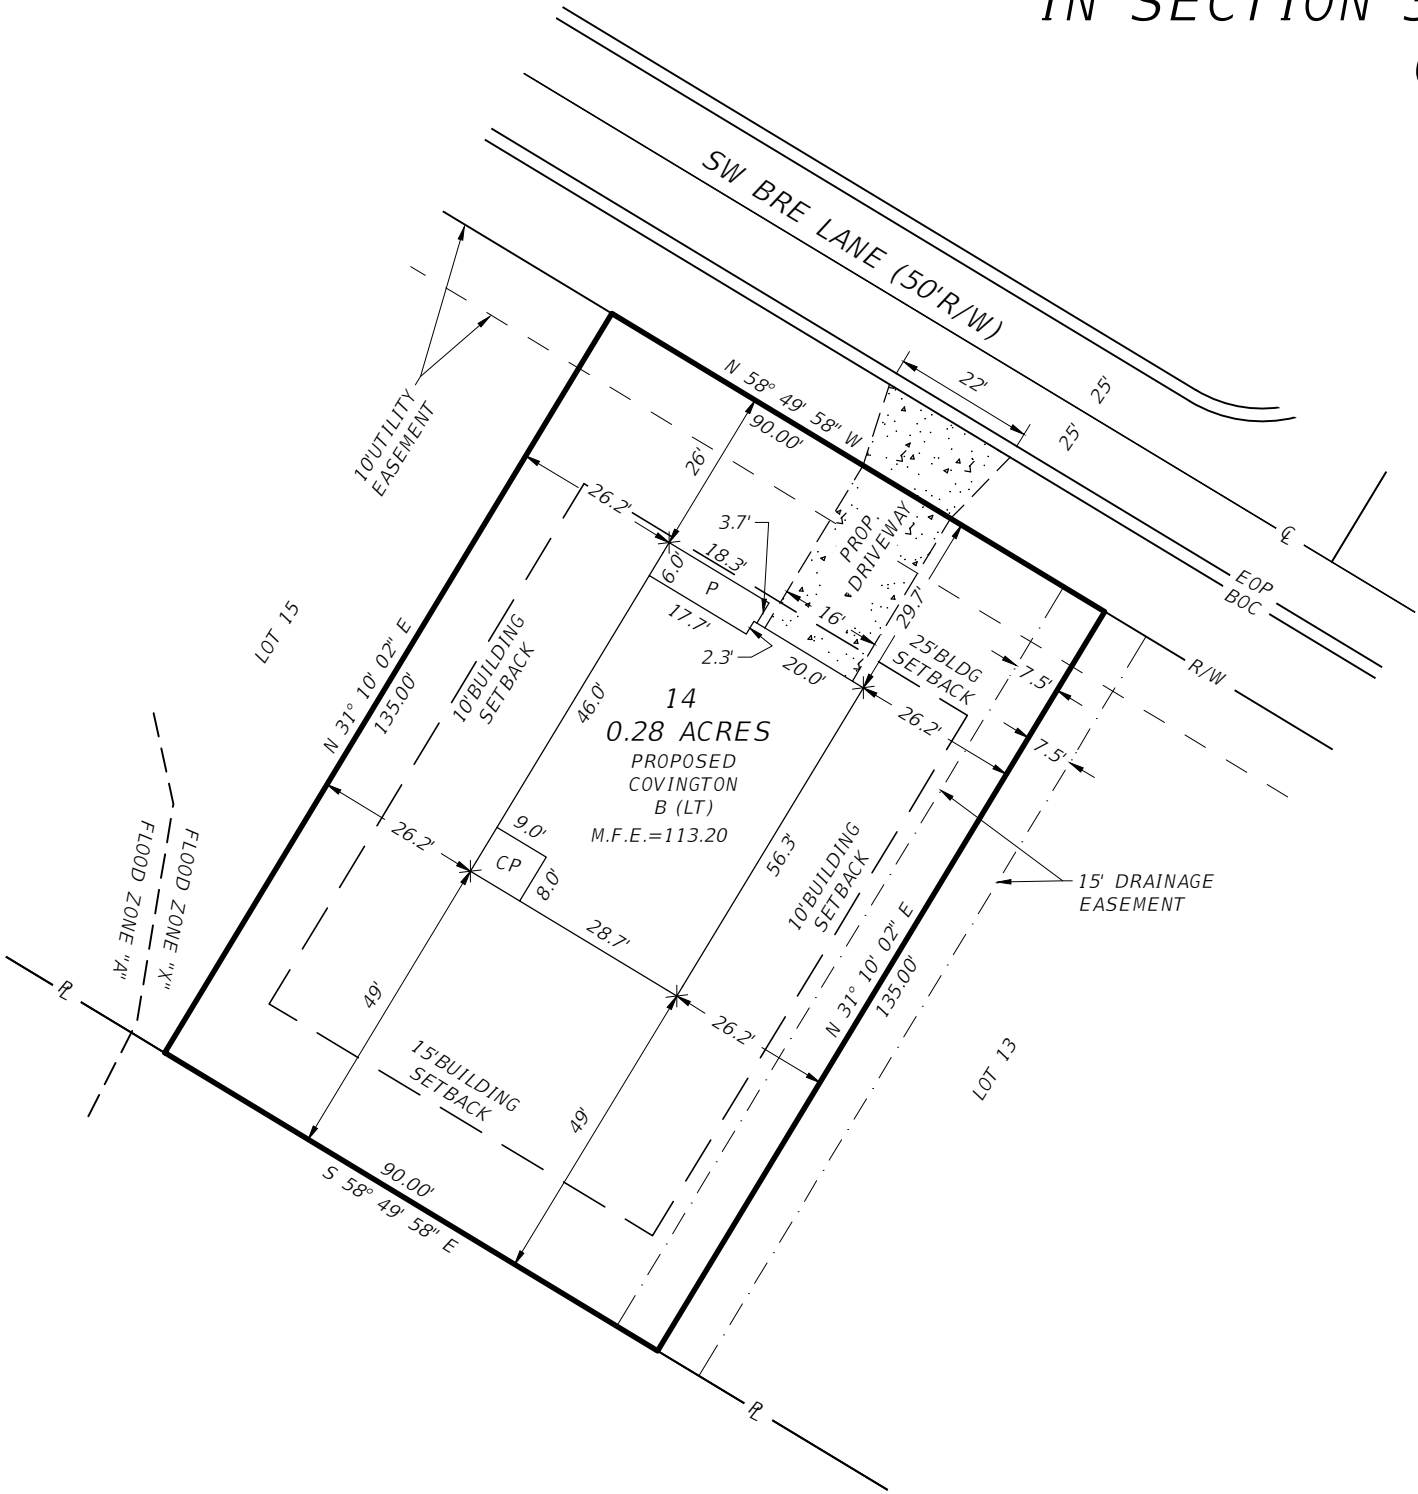 IN SECTION
SW BRE LANE (50'R/W)
22'
25'
25'
N 58° 49' 58" W
90.00'
10'UTILITY
EASEMENT
26'
26.2'
3.7'
18.3'
6.0'
P
17.7'
2.3'
PROP.
DRIVEWAY
16'
29.7'
20.0'
25'BLDG
SETBACK
℄
EOP
BOC
R/W
7.5'
7.5'
26.2'
LOT 15
N 31° 10' 02" E
135.00'
10'BUILDING
SETBACK
46.0'
14
0.28 ACRES
PROPOSED
COVINGTON
B (LT)
M.F.E.=113.20
56.3'
10'BUILDING
SETBACK
15' DRAINAGE
EASEMENT
26.2'
9.0'
CP
8.0'
28.7'
FLOOD ZONE "A"
FLOOD ZONE "X"
PL
49'
26.2'
N 31° 10' 02" E
135.00'
LOT 13
15'BUILDING
SETBACK
49'
90.00'
S 58° 49' 58" E
PL